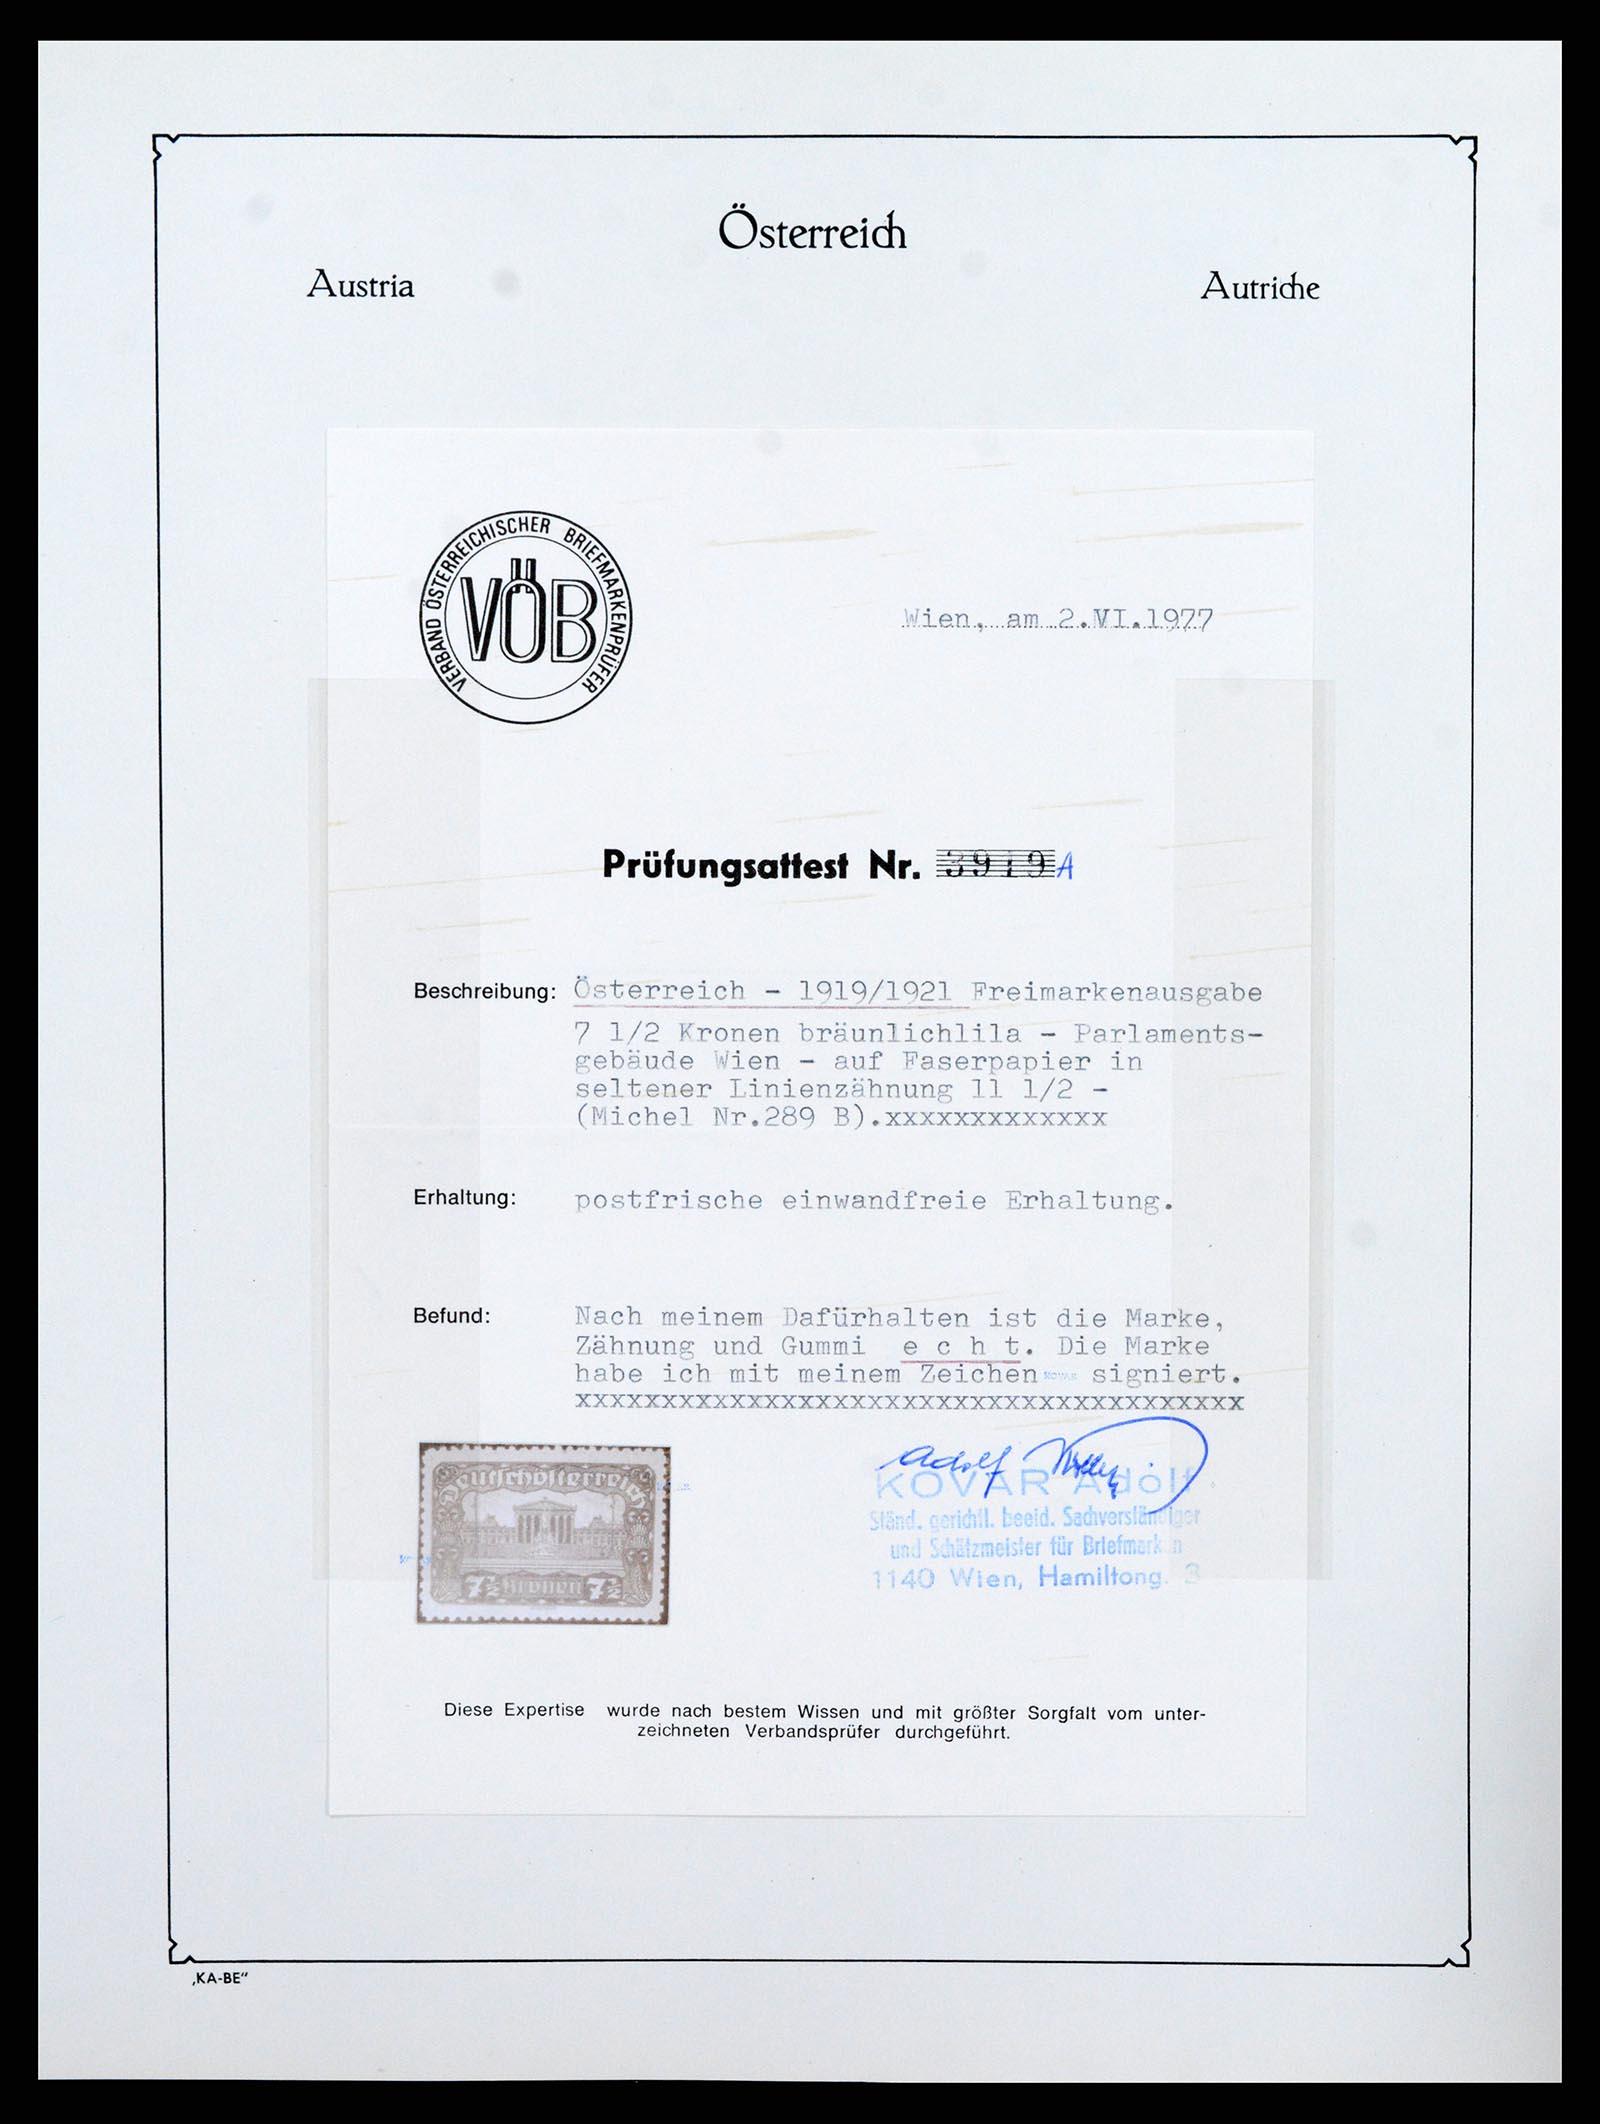 Österreich
Austria
Autriche
VERBAND ÖSTERREICHISCHER BRIEFMARKENPRÜFER
VÖB
Wien, am 2.VI.1977
Prüfungsattest Nr. 3919 A
Beschreibung: Österreich - 1919/1921 Freimarkenausgabe
7 1/2 Kronen bräunlichlila - Parlaments-
gebäude Wien - auf Faserpapier in
seltener Linienzähnung 11 1/2 -
(Michel Nr.289 B).xxxxxxxxxxxxx
Erhaltung: postfrische einwandfreie Erhaltung.
Befund: Nach meinem Dafürhalten ist die Marke,
Zähnung und Gummi e c h t. Die Marke
habe ich mit meinem Zeichen KOVAR signiert.
xxxxxxxxxxxxxxxxxxxxxxxxxxxxxxxxxxxxxxx
Deutschösterreich
7½ Kronen 7½
Adolf
KOVAR Adolf
Ständ. gerichtl. beeid. Sachverständiger
und Schätzmeister für Briefmarken
1140 Wien, Hamiltong. 3
Diese Expertise wurde nach bestem Wissen und mit größter Sorgfalt vom unter-
zeichneten Verbandsprüfer durchgeführt.
„KA-BE“